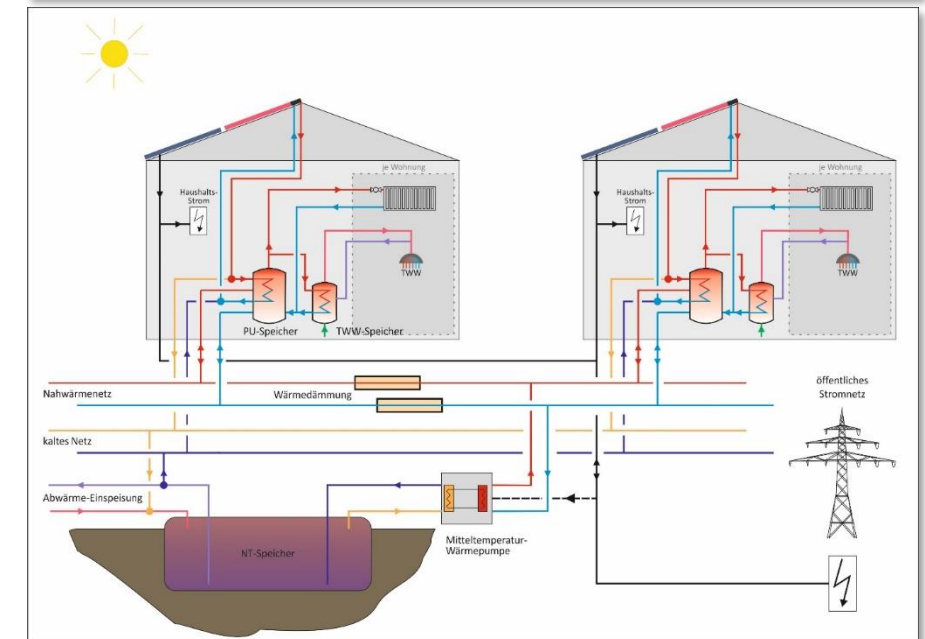 je Wohnung
je Wohnung
Haushalts-
Strom
Haushalts-
Strom
TWW
TWW
PU-Speicher
TWW-Speicher
Nahwärmenetz
Wärmedämmung
öffentliches
Stromnetz
kaltes Netz
Abwärme-Einspeisung
NT-Speicher
Mitteltemperatur-
Wärmepumpe